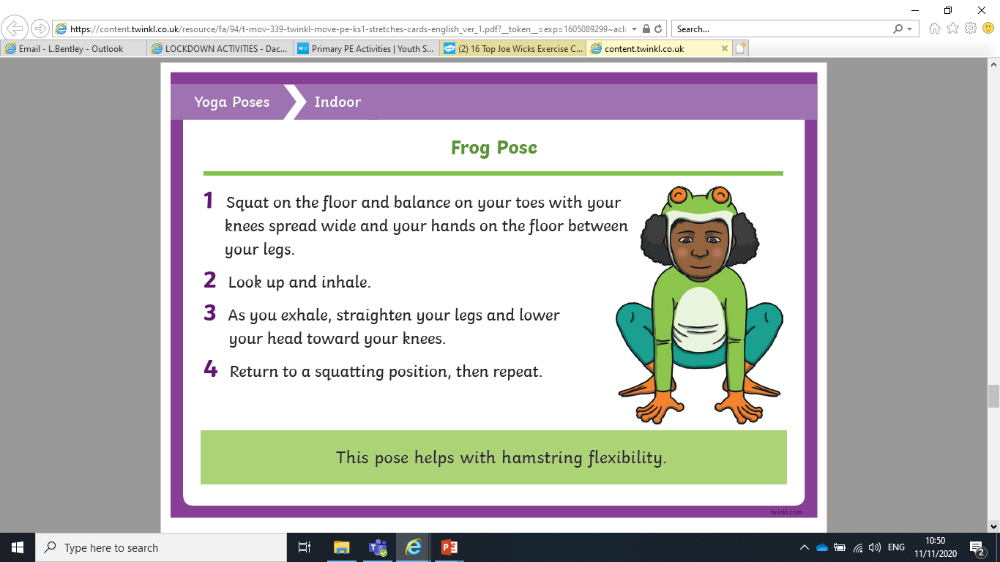 https://content.twinkl.co.uk/resource/fa/94/t-mov-339-twinkl-move-pe-ks1-stretches-cards-english_ver_1.pdf?__token__=exp=1605089299~acl=
Search...
Email - L.Bentley - Outlook
LOCKDOWN ACTIVITIES - Dac...
Primary PE Activities | Youth S...
(2) 16 Top Joe Wicks Exercise C...
content.twinkl.co.uk
Yoga Poses
Indoor
Frog Pose
1 Squat on the floor and balance on your toes with your
knees spread wide and your hands on the floor between
your legs.
2 Look up and inhale.
3 As you exhale, straighten your legs and lower
your head toward your knees.
4 Return to a squatting position, then repeat.
This pose helps with hamstring flexibility.
twinkl.com
Type here to search
ENG
10:50
11/11/2020
2